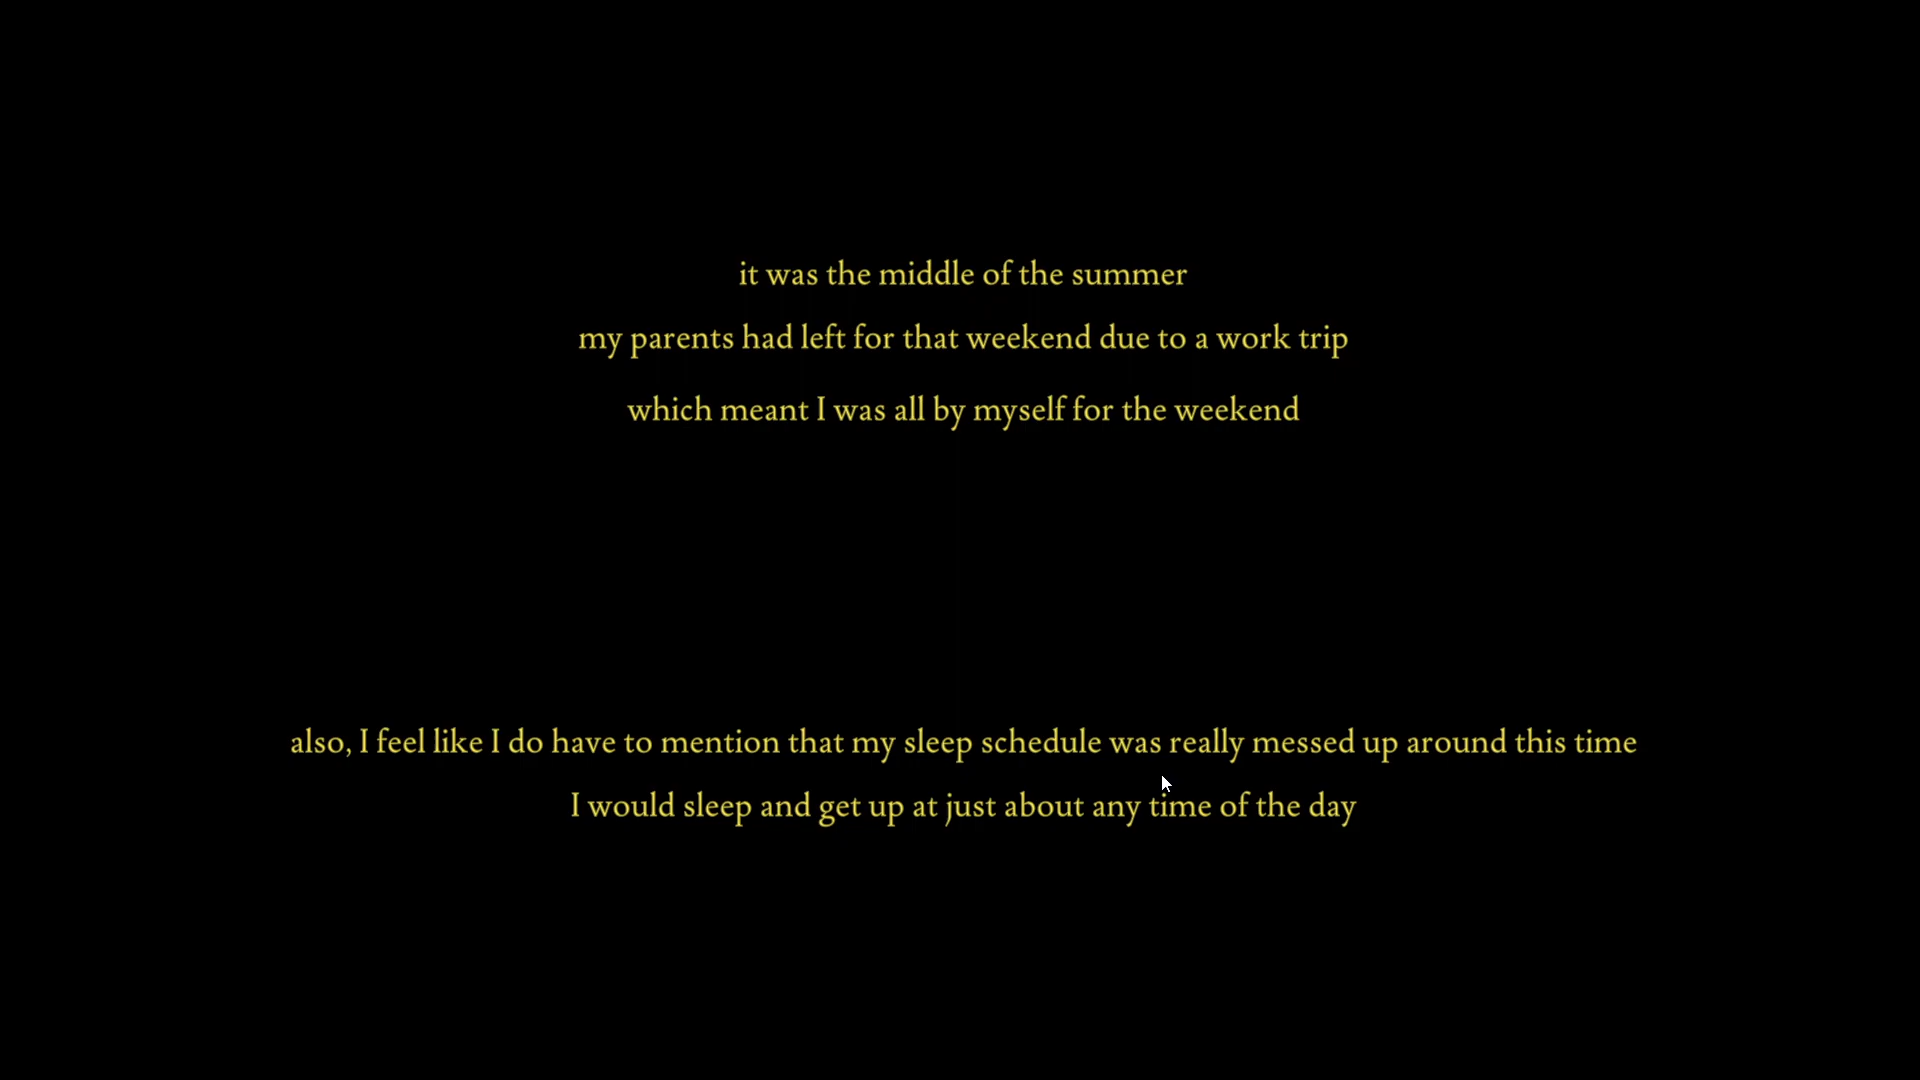 it was the middle of the summer
my parents had left for that weekend due to a work trip
which meant I was all by myself for the weekend
also, I feel like I do have to mention that my sleep schedule was really messed up around this time
I would sleep and get up at just about any time of the day